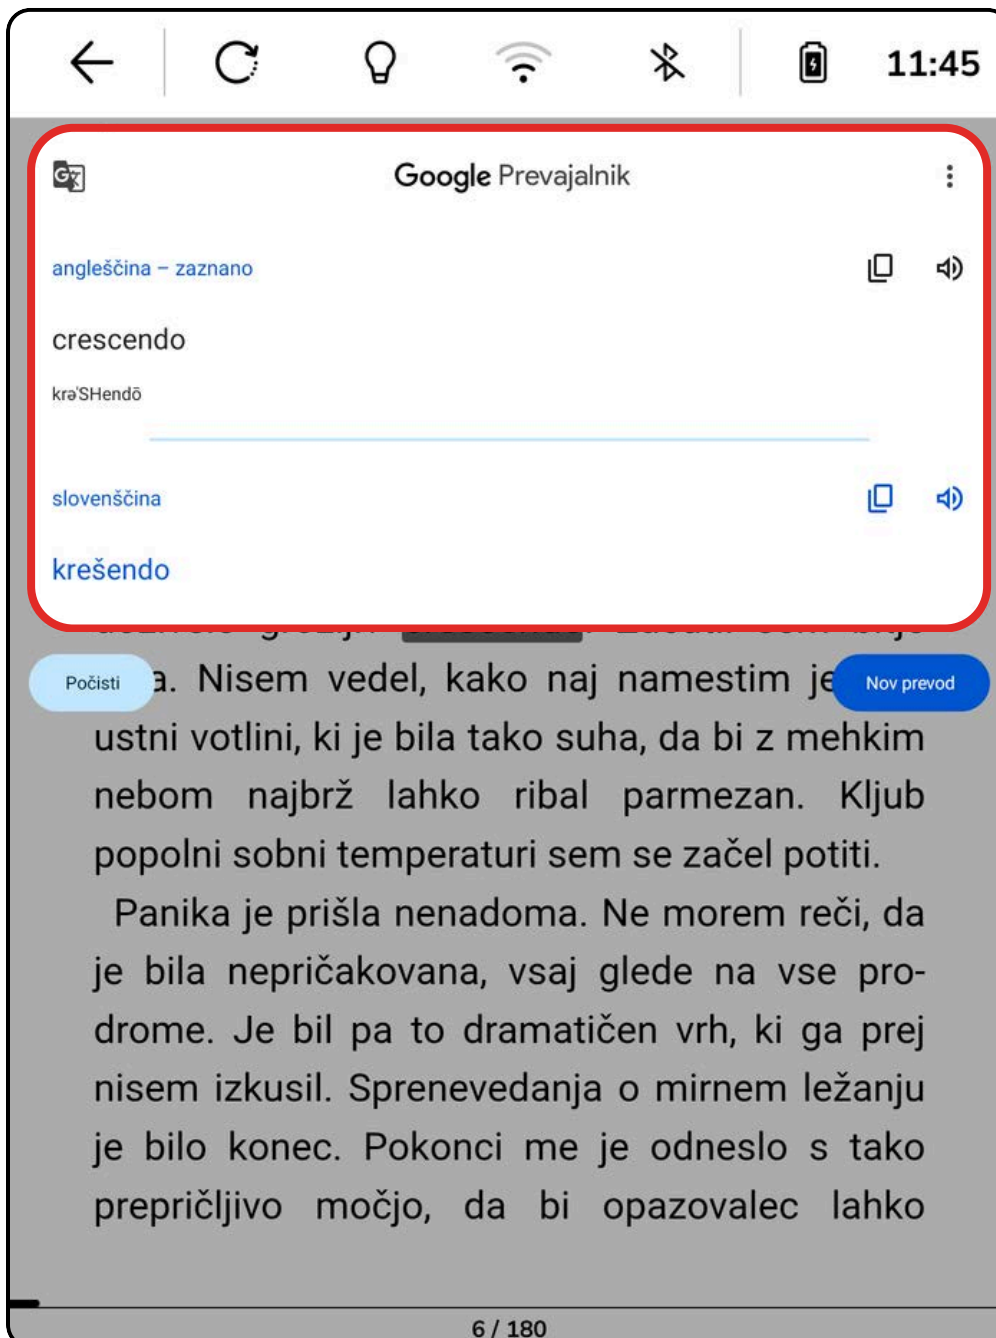 11:45
Google Prevajalnik
angleščina – zaznano
crescendo
krəˈSHendō
slovenščina
krešendo
Počisti
a. Nisem vedel, kako naj namestim je
Nov prevod
ustni votlini, ki je bila tako suha, da bi z mehkim
nebom najbrž lahko ribal parmezan. Kljub
popolni sobni temperaturi sem se začel potiti.
Panika je prišla nenadoma. Ne morem reči, da
je bila nepričakovana, vsaj glede na vse pro-
drome. Je bil pa to dramatičen vrh, ki ga prej
nisem izkusil. Sprenevedanja o mirnem ležanju
je bilo konec. Pokonci me je odneslo s tako
prepričljivo močjo, da bi opazovalec lahko
6 / 180